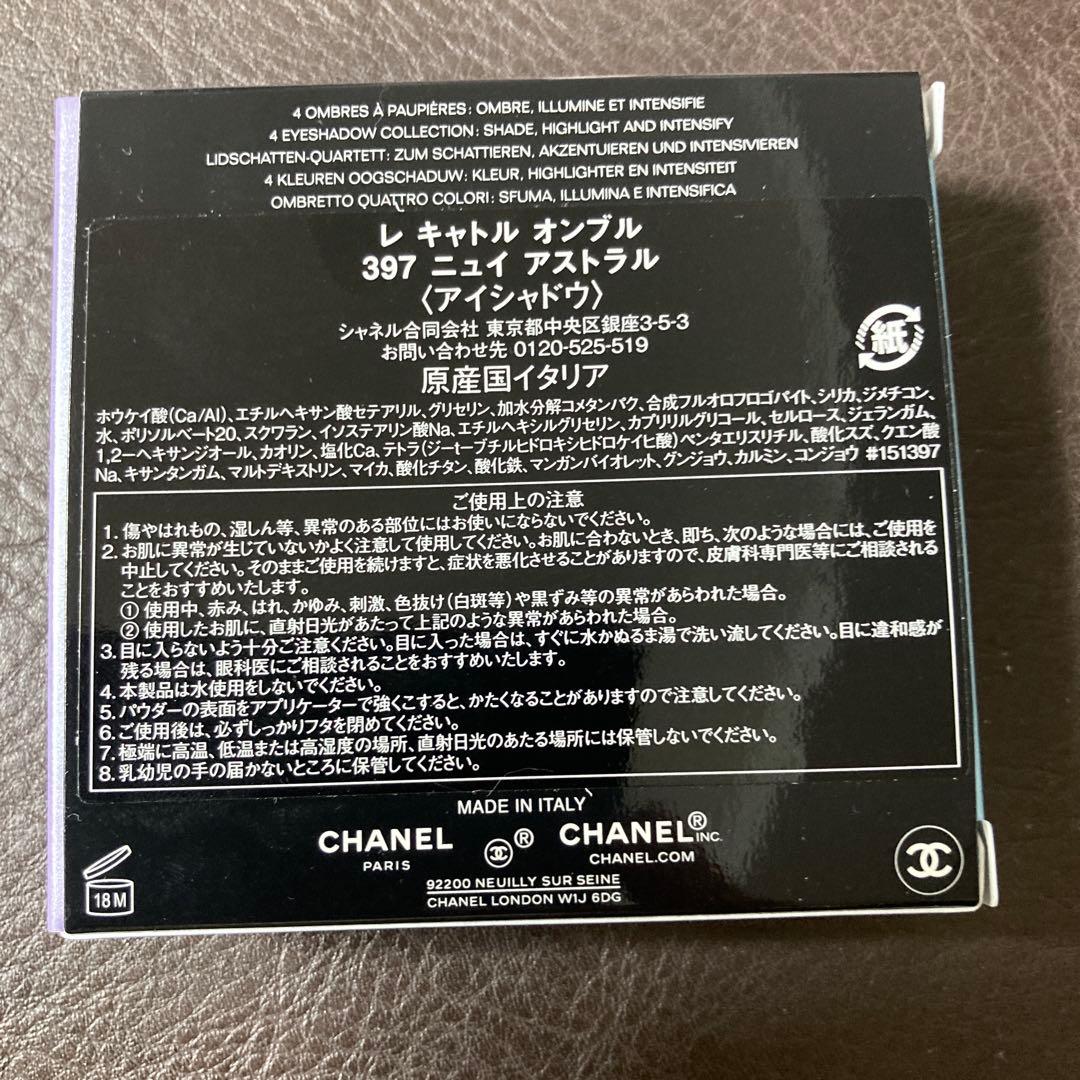 4 OMBRES À PAUPIÈRES : OMBRE, ILLUMINE ET INTENSIFIE
4 EYESHADOW COLLECTION : SHADE, HIGHLIGHT AND INTENSIFY
LIDSCHATTEN-QUARTETT : ZUM SCHATTIEREN, AKZENTUIEREN UND INTENSIVIEREN
4 KLEUREN OOGSCHADUW : KLEUR, HIGHLIGHTER EN INTENSITEIT
OMBRETTO QUATTRO COLORI : SFUMA, ILLUMINA E INTENSIFICA
レ キャトル オンブル
397 ニュイ アストラル
〈アイシャドウ〉
シャネル合同会社 東京都中央区銀座3-5-3
お問い合わせ先 0120-525-519
原産国イタリア
紙
ホウケイ酸(Ca/Al)、エチルヘキサン酸セテアリル、グリセリン、加水分解コメタンパク、合成フルオロフロゴパイト、シリカ、ジメチコン、
水、ポリソルベート20、スクワラン、イソステアリン酸Na、エチルヘキシルグリセリン、カプリリルグリコール、セルロース、ジェランガム、
1,2-ヘキサンジオール、カオリン、塩化Ca、テトラ(ジ-t-ブチルヒドロキシヒドロケイヒ酸)ペンタエリスリチル、酸化スズ、クエン酸
Na、キサンタンガム、マルトデキストリン、マイカ、酸化チタン、酸化鉄、マンガンバイオレット、グンジョウ、カルミン、コンジョウ #151397
ご使用上の注意
1. 傷やはれもの、湿しん等、異常のある部位にはお使いにならないでください。
2. お肌に異常が生じていないかよく注意して使用してください。お肌に合わないとき、即ち、次のような場合には、ご使用を
中止してください。そのままご使用を続けますと、症状を悪化させることがありますので、皮膚科専門医等にご相談される
ことをおすすめいたします。
① 使用中、赤み、はれ、かゆみ、刺激、色抜け(白斑等)や黒ずみ等の異常があらわれた場合。
② 使用したお肌に、直射日光があたって上記のような異常があらわれた場合。
3. 目に入らないよう十分ご注意ください。目に入った場合は、すぐに水かぬるま湯で洗い流してください。目に違和感が
残る場合は、眼科医にご相談されることをおすすめいたします。
4. 本製品は水使用をしないでください。
5. パウダーの表面をアプリケーターで強くこすると、かたくなることがありますので注意してください。
6. ご使用後は、必ずしっかりフタを閉めてください。
7. 極端に高温、低温または高湿度の場所、直射日光のあたる場所には保管しないでください。
8. 乳幼児の手の届かないところに保管してください。
MADE IN ITALY
CHANEL ® CHANEL® INC.
PARIS CHANEL.COM
18 M
92200 NEUILLY SUR SEINE
CHANEL LONDON W1J 6DG